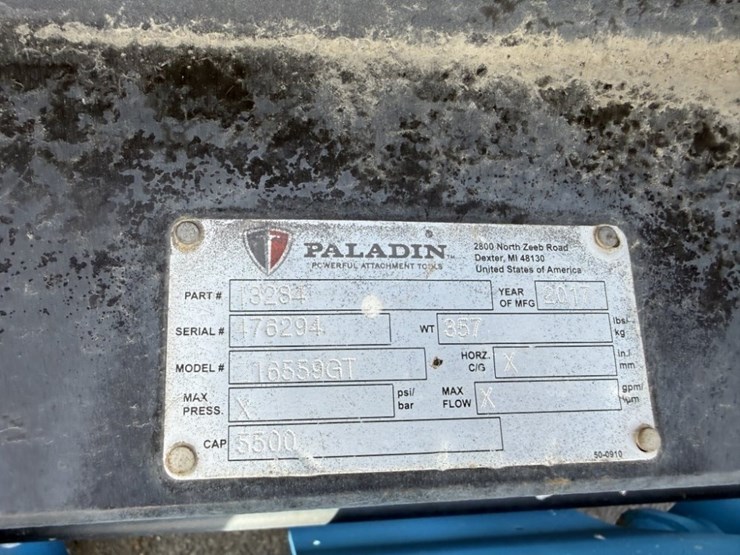 PALADIN™
POWERFUL ATTACHMENT TOOLS
2800 North Zeeb Road
Dexter, MI 48130
United States of America
PART # 13284 YEAR OF MFG 2017
SERIAL # 476294 WT 357 lbs/ kg
MODEL # 16559GT HORZ. C/G X in./ mm
MAX PRESS. X psi/ bar MAX FLOW X gpm/
CAP 5500
50-0910